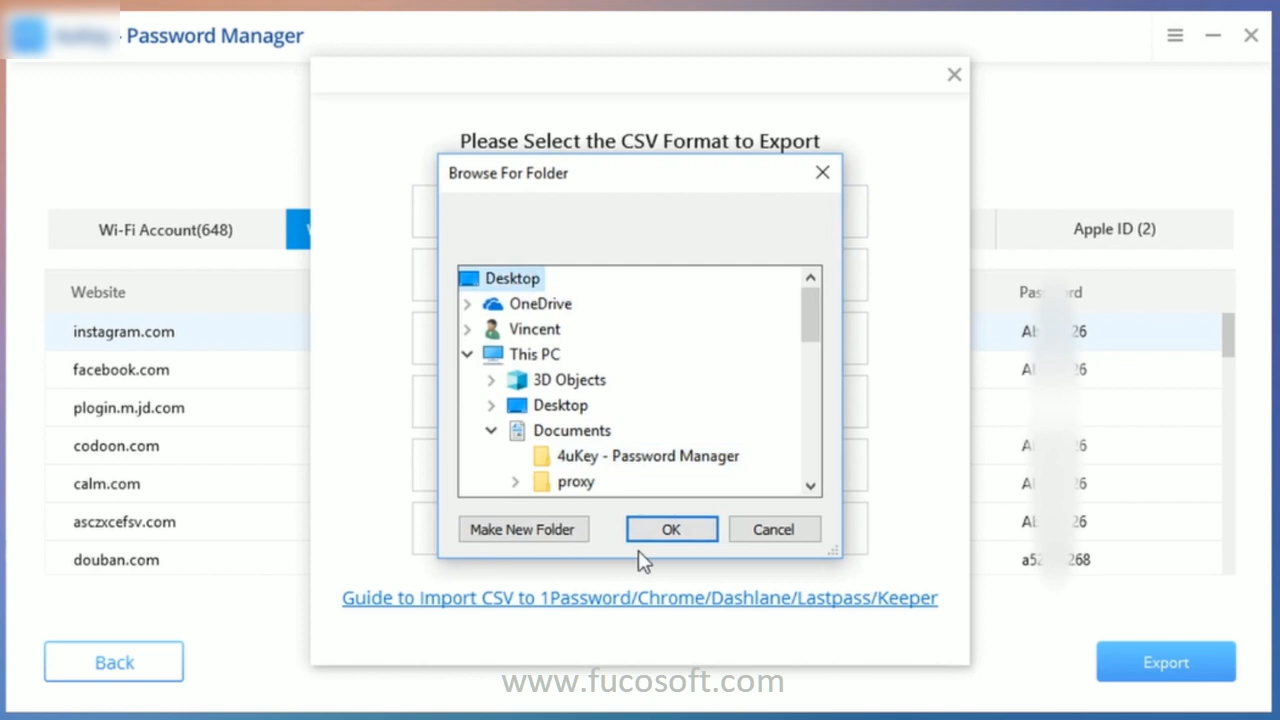 - Password Manager
Please Select the CSV Format to Export
Browse For Folder
Wi-Fi Account(648)
Apple ID (2)
Desktop
OneDrive
Vincent
This PC
3D Objects
Desktop
Documents
4uKey - Password Manager
proxy
Make New Folder
OK
Cancel
Website
instagram.com
facebook.com
plogin.m.jd.com
codoon.com
calm.com
asczxcefsv.com
douban.com
Guide to Import CSV to 1Password/Chrome/Dashlane/Lastpass/Keeper
Back
Export
www.fucosoft.com